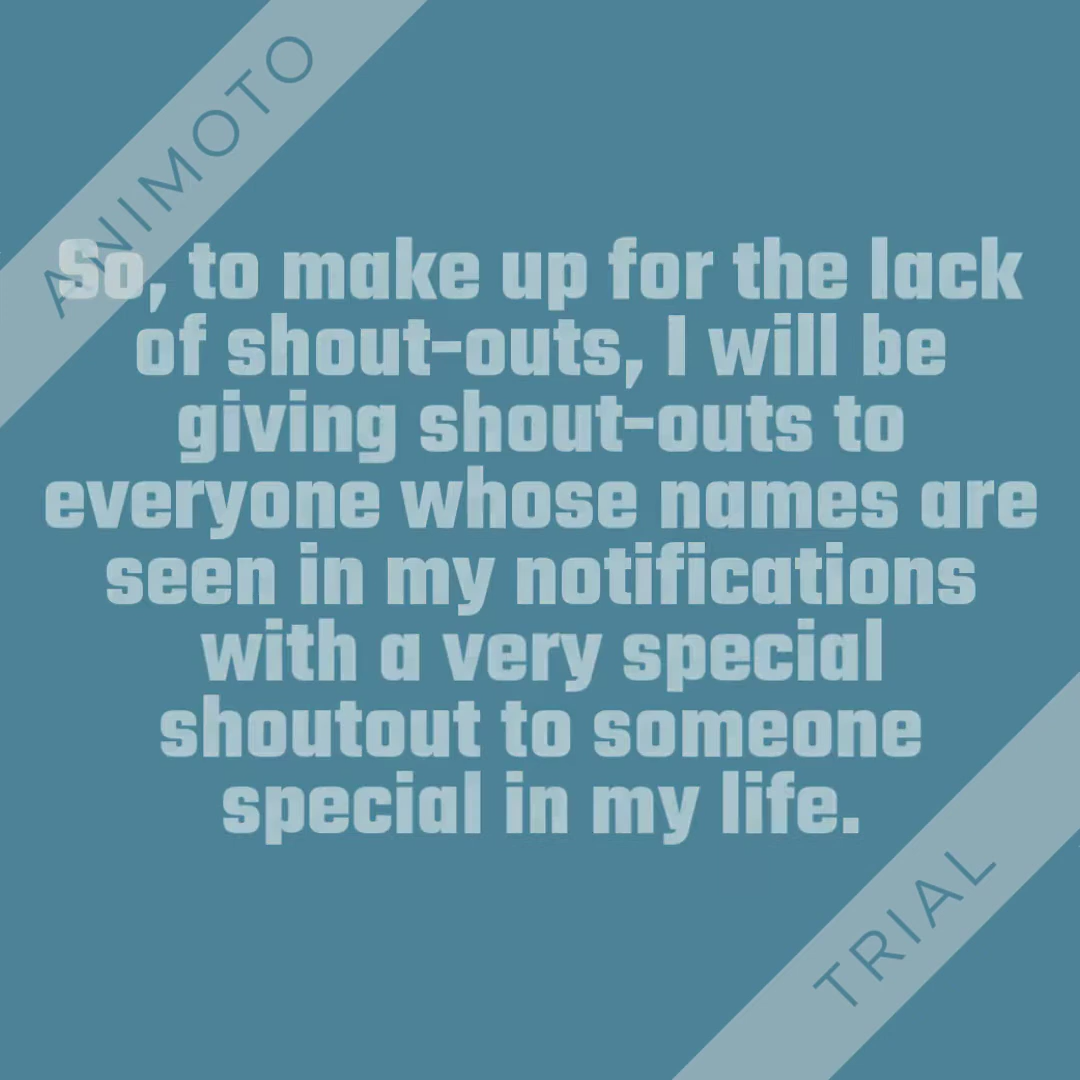 ANIMOTO
So, to make up for the lack
of shout-outs, I will be
giving shout-outs to
everyone whose names are
seen in my notifications
with a very special
shoutout to someone
special in my life.
TRIAL